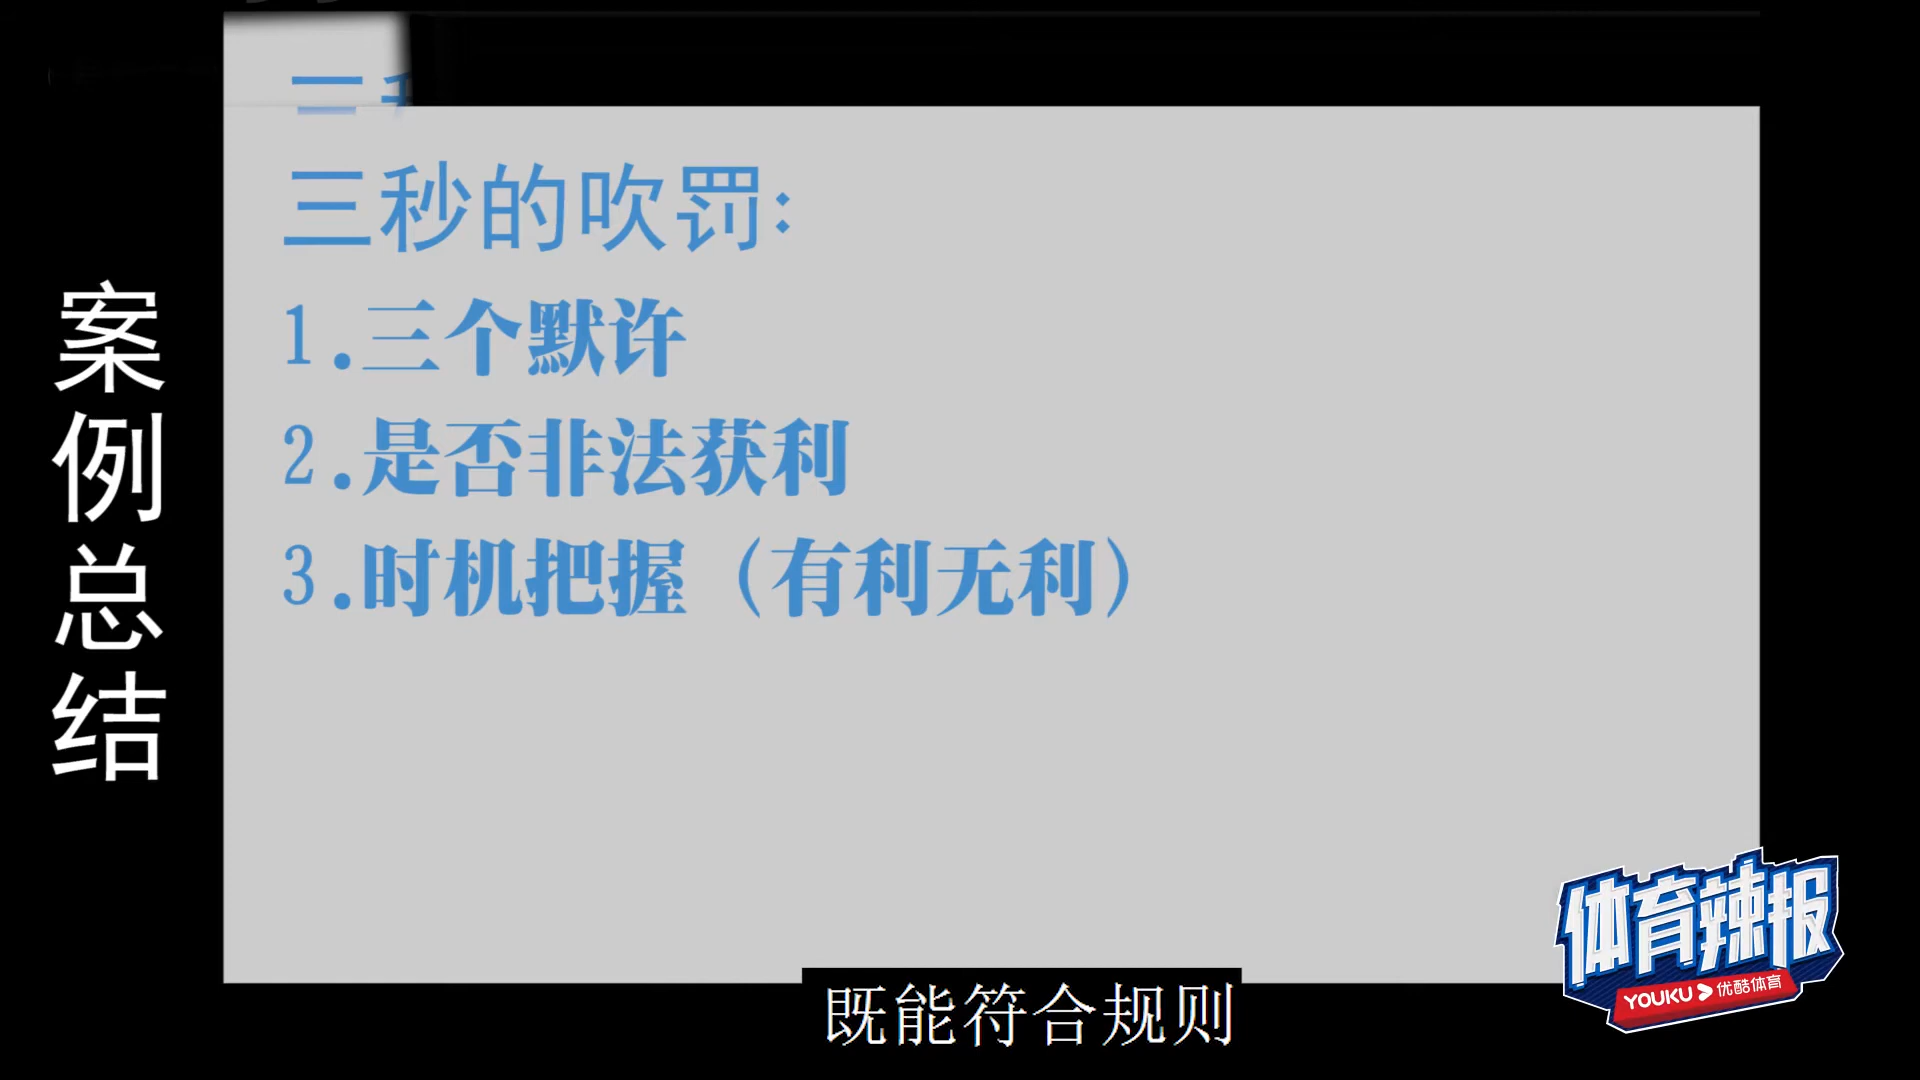 案例总结
三秒的吹罚:
1.三个默许
2.是否非法获利
3.时机把握（有利无利）
既能符合规则
体育辣报
YOUKU 优酷体育